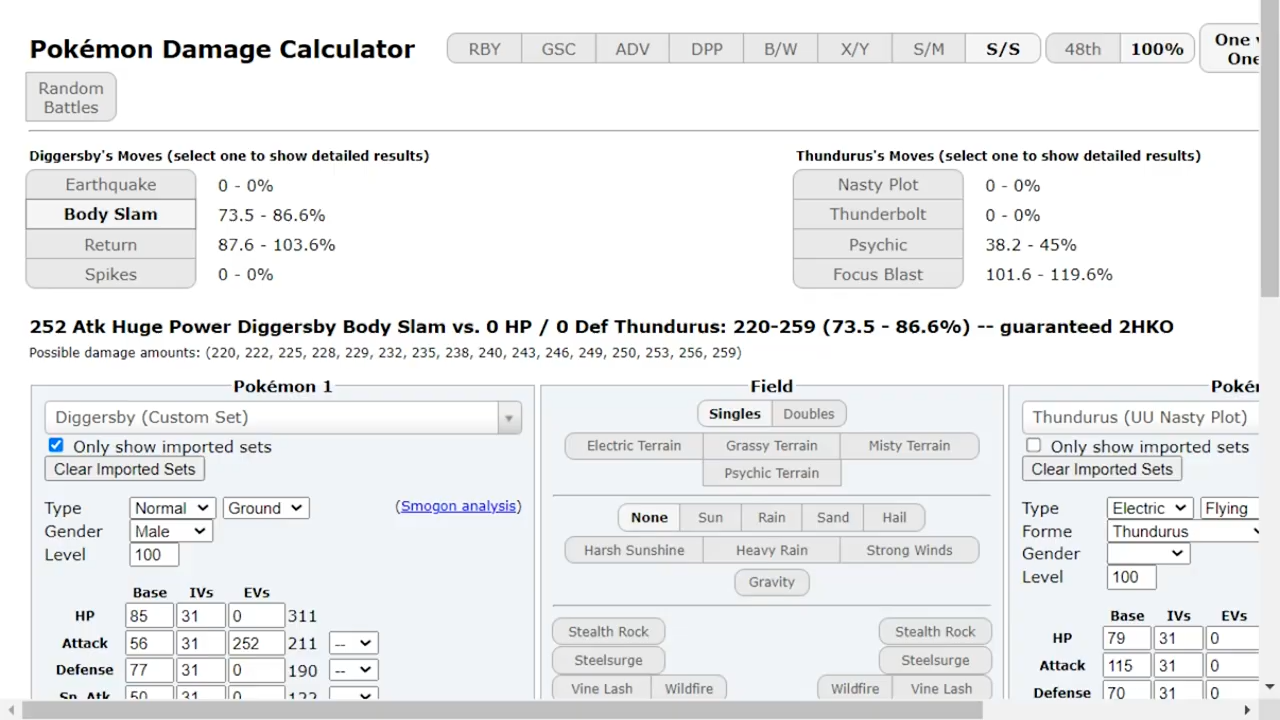 Pokémon Damage Calculator RBY GSC ADV DPP B/W X/Y S/M S/S 48th 100% One
One
Random
Battles
Diggersby's Moves (select one to show detailed results)
Earthquake 0 - 0%
Body Slam 73.5 - 86.6%
Return 87.6 - 103.6%
Spikes 0 - 0%
Thundurus's Moves (select one to show detailed results)
Nasty Plot 0 - 0%
Thunderbolt 0 - 0%
Psychic 38.2 - 45%
Focus Blast 101.6 - 119.6%
252 Atk Huge Power Diggersby Body Slam vs. 0 HP / 0 Def Thundurus: 220-259 (73.5 - 86.6%) -- guaranteed 2HKO
Possible damage amounts: (220, 222, 225, 228, 229, 232, 235, 238, 240, 243, 246, 249, 250, 253, 256, 259)
Pokémon 1
Diggersby (Custom Set)
Only show imported sets
Clear Imported Sets
Type Normal Ground (Smogon analysis)
Gender Male
Level 100
Base IVs EVs
HP 85 31 0 311
Attack 56 31 252 211 --
Defense 77 31 0 190 --
Sp. Atk 50 31 0 122
Field
Singles Doubles
Electric Terrain Grassy Terrain Misty Terrain
Psychic Terrain
None Sun Rain Sand Hail
Harsh Sunshine Heavy Rain Strong Winds
Gravity
Stealth Rock Stealth Rock
Steelsurge Steelsurge
Vine Lash Wildfire Wildfire Vine Lash
Poké
Thundurus (UU Nasty Plot)
Only show imported sets
Clear Imported Sets
Type Electric Flying
Forme Thundurus
Gender
Level 100
Base IVs EVs
HP 79 31 0
Attack 115 31 0
Defense 70 31 0